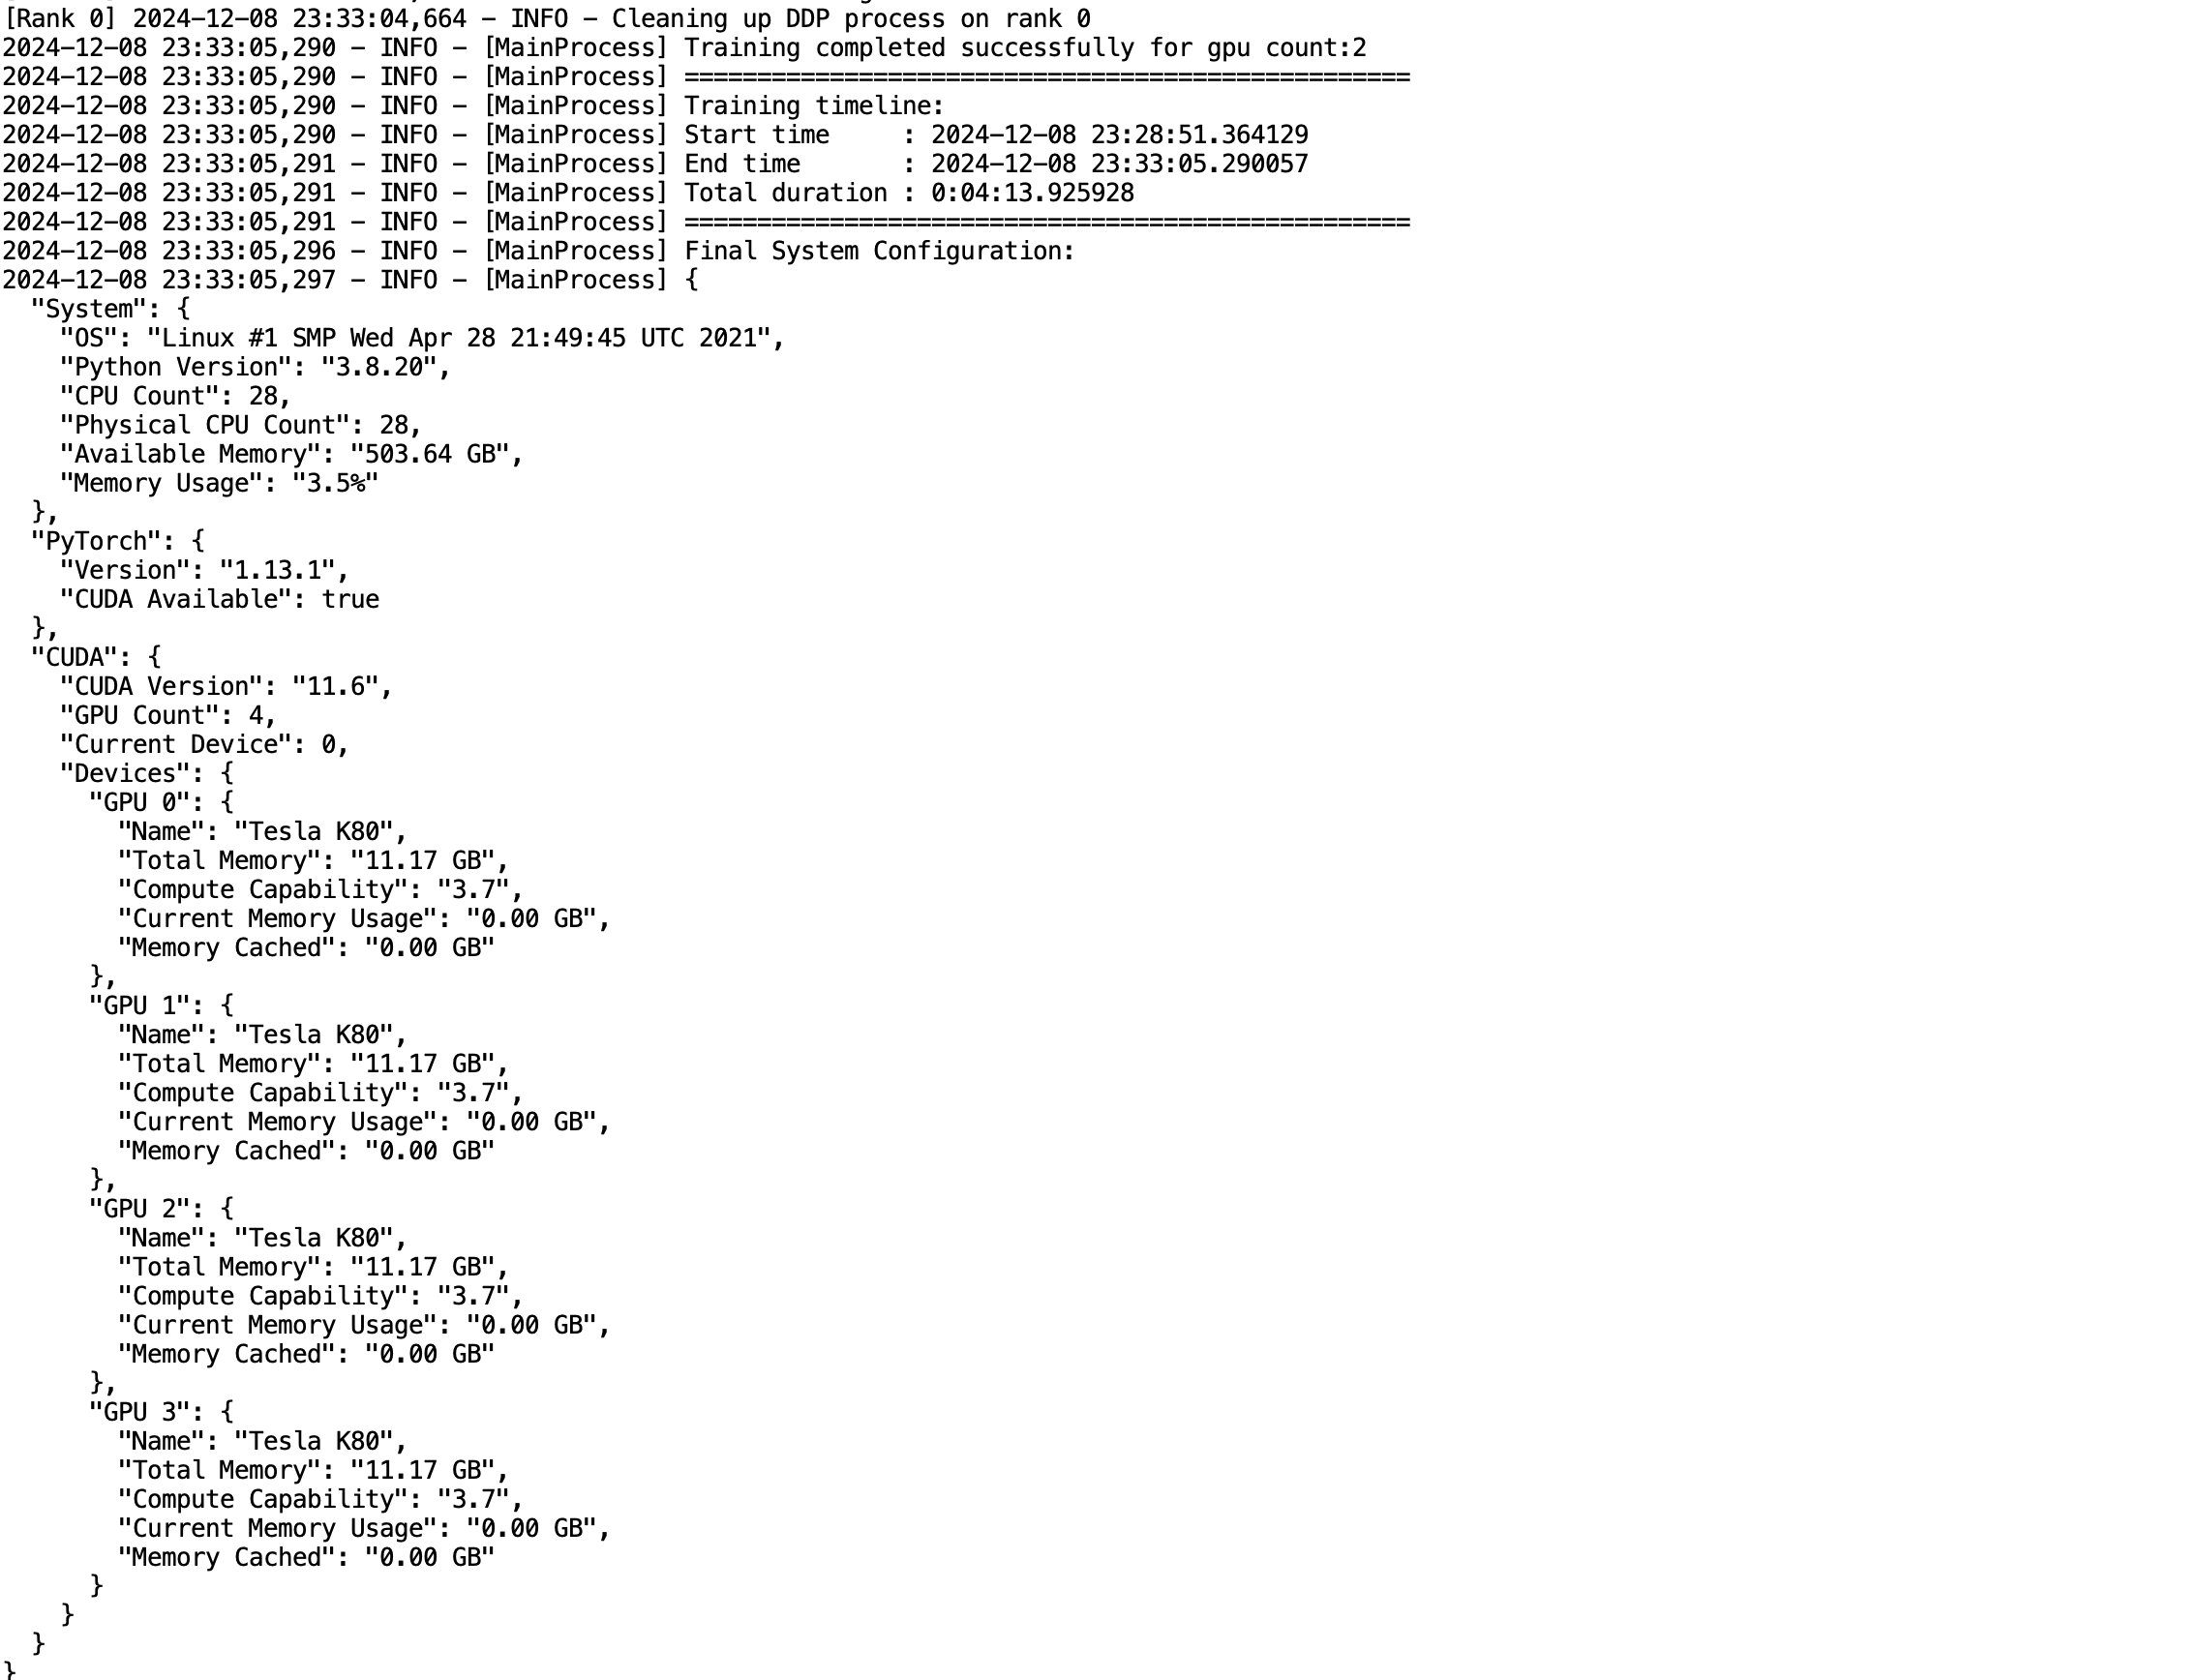 [Rank 0] 2024-12-08 23:33:04,664 - INFO - Cleaning up DDP process on rank 0
2024-12-08 23:33:05,290 - INFO - [MainProcess] Training completed successfully for gpu count:2
2024-12-08 23:33:05,290 - INFO - [MainProcess] ==================================================
2024-12-08 23:33:05,290 - INFO - [MainProcess] Training timeline:
2024-12-08 23:33:05,290 - INFO - [MainProcess] Start time     : 2024-12-08 23:28:51.364129
2024-12-08 23:33:05,291 - INFO - [MainProcess] End time       : 2024-12-08 23:33:05.290057
2024-12-08 23:33:05,291 - INFO - [MainProcess] Total duration : 0:04:13.925928
2024-12-08 23:33:05,291 - INFO - [MainProcess] ==================================================
2024-12-08 23:33:05,296 - INFO - [MainProcess] Final System Configuration:
2024-12-08 23:33:05,297 - INFO - [MainProcess] {
  "System": {
    "OS": "Linux #1 SMP Wed Apr 28 21:49:45 UTC 2021",
    "Python Version": "3.8.20",
    "CPU Count": 28,
    "Physical CPU Count": 28,
    "Available Memory": "503.64 GB",
    "Memory Usage": "3.5%"
  },
  "PyTorch": {
    "Version": "1.13.1",
    "CUDA Available": true
  },
  "CUDA": {
    "CUDA Version": "11.6",
    "GPU Count": 4,
    "Current Device": 0,
    "Devices": {
      "GPU 0": {
        "Name": "Tesla K80",
        "Total Memory": "11.17 GB",
        "Compute Capability": "3.7",
        "Current Memory Usage": "0.00 GB",
        "Memory Cached": "0.00 GB"
      },
      "GPU 1": {
        "Name": "Tesla K80",
        "Total Memory": "11.17 GB",
        "Compute Capability": "3.7",
        "Current Memory Usage": "0.00 GB",
        "Memory Cached": "0.00 GB"
      },
      "GPU 2": {
        "Name": "Tesla K80",
        "Total Memory": "11.17 GB",
        "Compute Capability": "3.7",
        "Current Memory Usage": "0.00 GB",
        "Memory Cached": "0.00 GB"
      },
      "GPU 3": {
        "Name": "Tesla K80",
        "Total Memory": "11.17 GB",
        "Compute Capability": "3.7",
        "Current Memory Usage": "0.00 GB",
        "Memory Cached": "0.00 GB"
      }
    }
  }
}